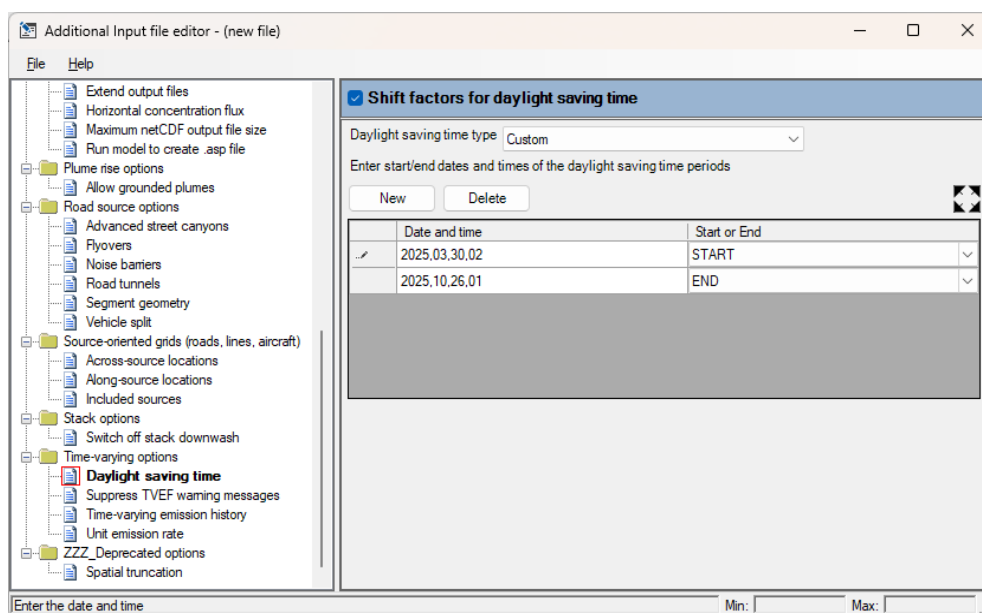 Additional Input file editor - (new file)
File Help
Extend output files
Horizontal concentration flux
Maximum netCDF output file size
Run model to create .asp file
Plume rise options
Allow grounded plumes
Road source options
Advanced street canyons
Flyovers
Noise barriers
Road tunnels
Segment geometry
Vehicle split
Source-oriented grids (roads, lines, aircraft)
Across-source locations
Along-source locations
Included sources
Stack options
Switch off stack downwash
Time-varying options
Daylight saving time
Suppress TVEF warning messages
Time-varying emission history
Unit emission rate
ZZZ_Deprecated options
Spatial truncation
Shift factors for daylight saving time
Daylight saving time type Custom
Enter start/end dates and times of the daylight saving time periods
New Delete
Date and time Start or End
2025,03,30,02 START
2025,10,26,01 END
Enter the date and time Min: Max: